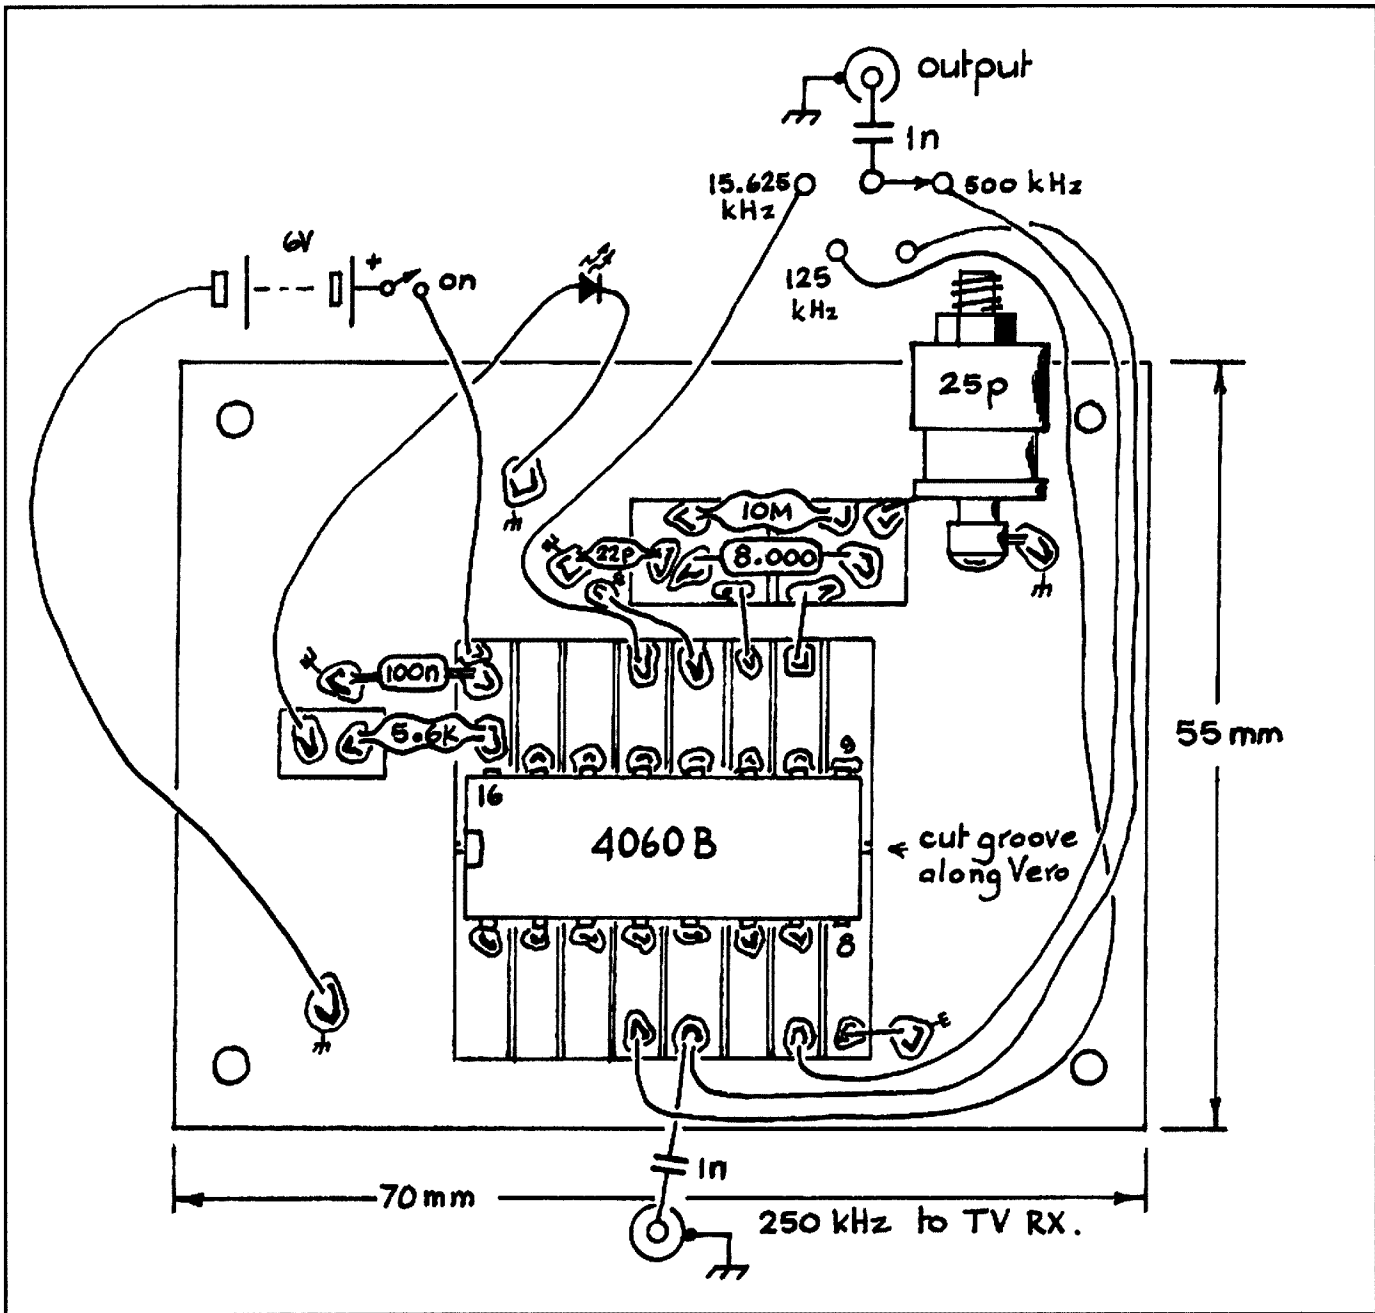 output
1n
15.625
kHz
500 kHz
6V
+
on
125
kHz
25p
10M
22p
8.000
100n
5.6K
9
16
4060B
cut groove
along Vero
8
55mm
1n
70mm
250 kHz to TV RX.